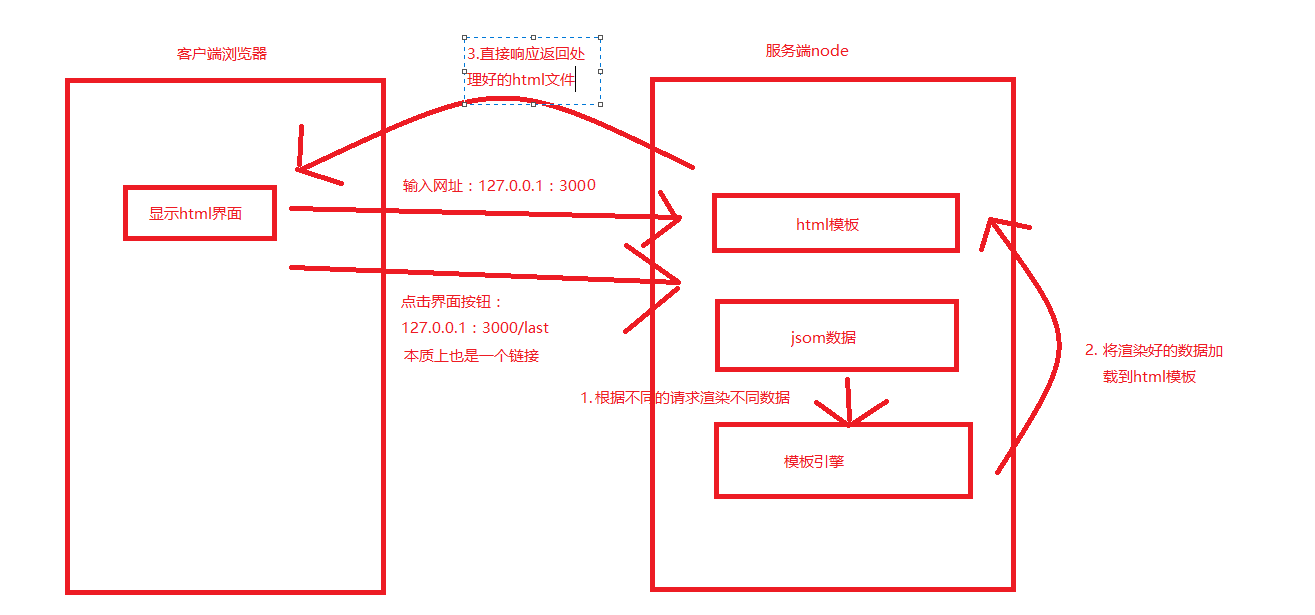 客户端浏览器
3.直接响应返回处
理好的html文件
服务端node
输入网址：127.0.0.1：3000
显示html界面
html模板
点击界面按钮：
127.0.0.1：3000/last
本质上也是一个链接
jsom数据
2. 将渲染好的数据加
载到html模板
1.根据不同的请求渲染不同数据
模板引擎